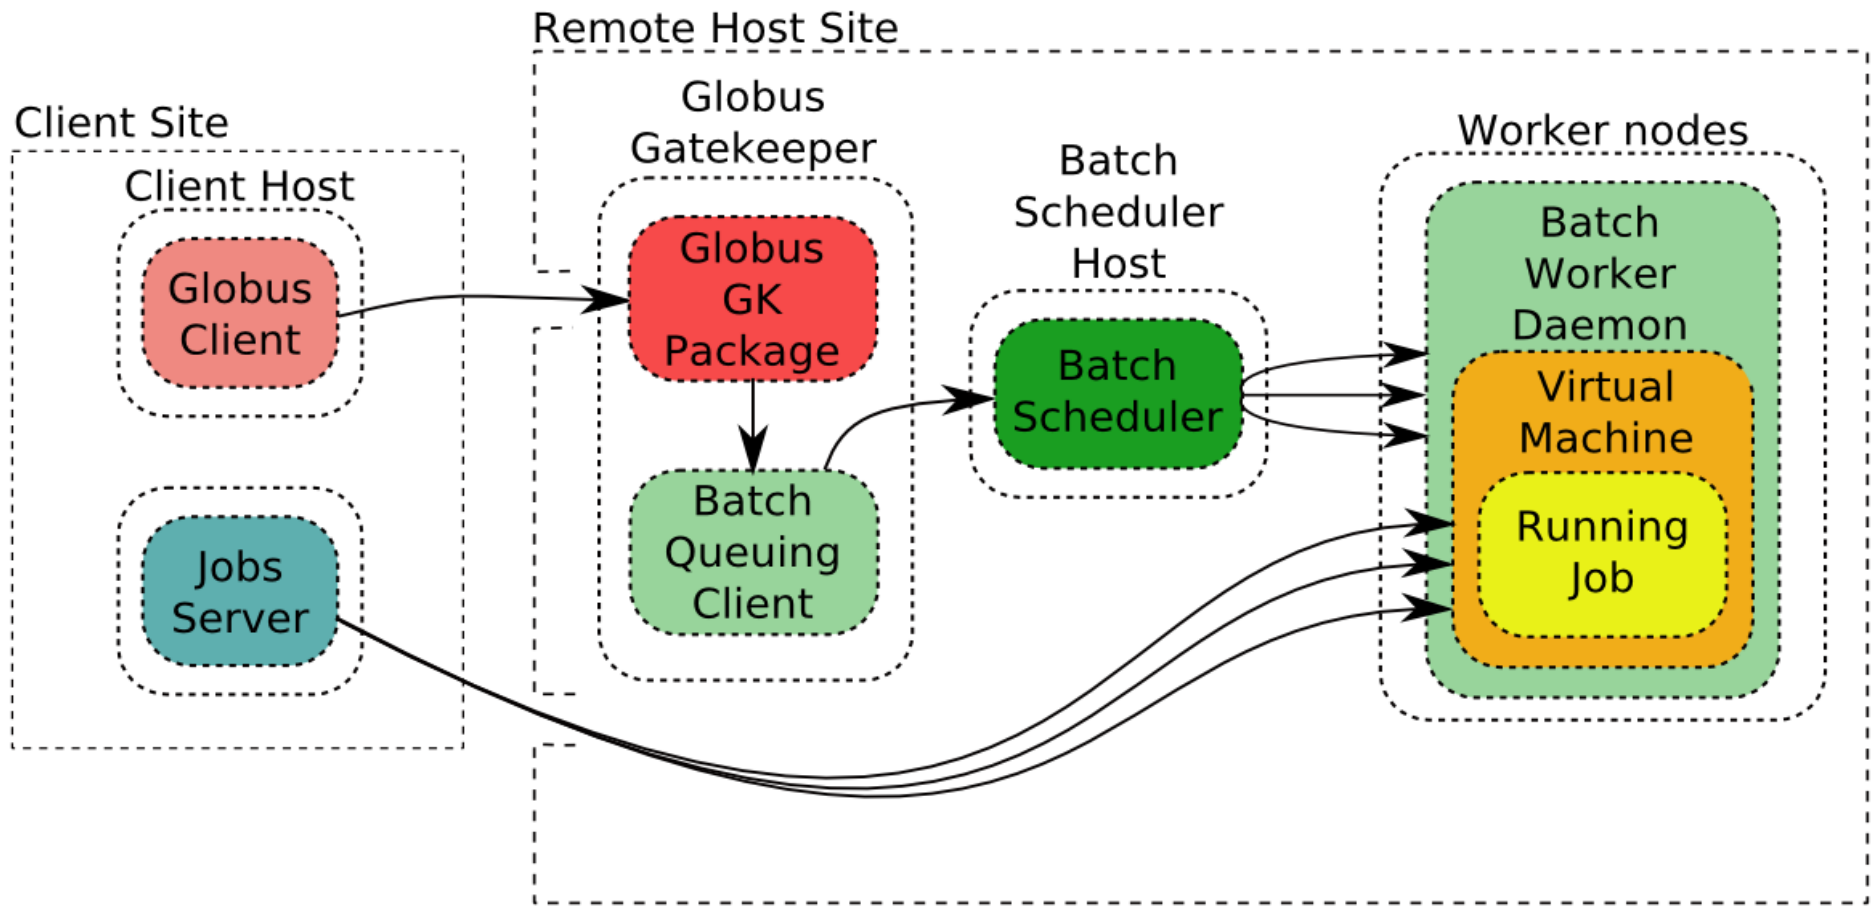 Remote Host Site
Client Site
Client Host
Globus
Client
Jobs
Server
Globus
Gatekeeper
Globus
GK
Package
Batch
Queuing
Client
Batch
Scheduler
Host
Batch
Scheduler
Worker nodes
Batch
Worker
Daemon
Virtual
Machine
Running
Job